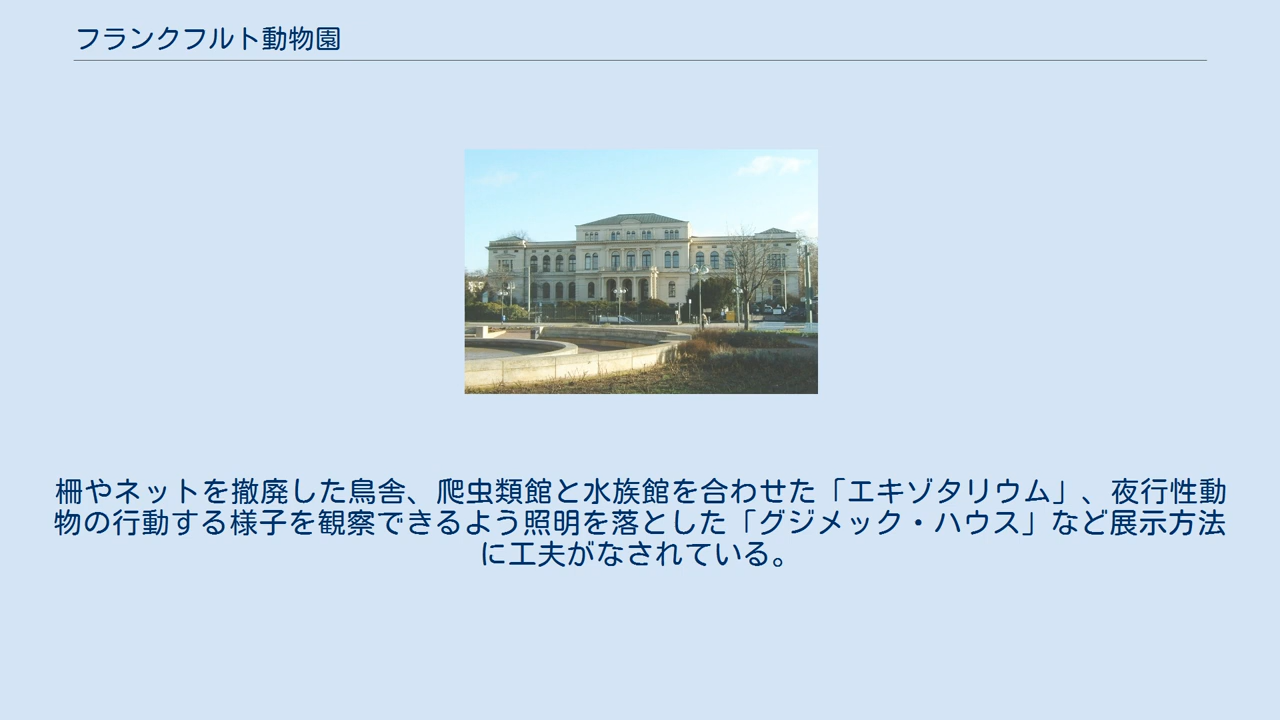 フランクフルト動物園
柵やネットを撤廃した鳥舎、爬虫類館と水族館を合わせた「エキゾタリウム」、夜行性動
物の行動する様子を観察できるよう照明を落とした「グジメック・ハウス」など展示方法
に工夫がなされている。